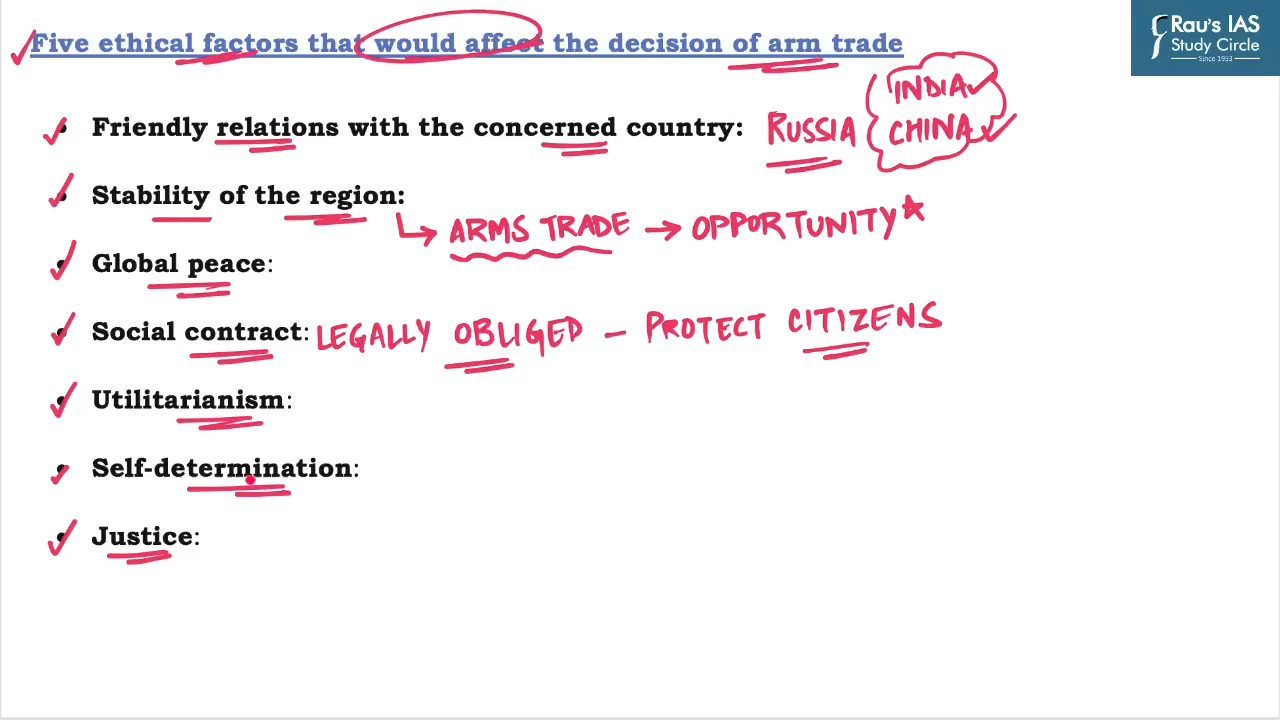 Five ethical factors that would affect the decision of arm trade
Rau's IAS
Study Circle
Since 1953
INDIA
Friendly relations with the concerned country: RUSSIA CHINA
Stability of the region:
ARMS TRADE → OPPORTUNITY
Global peace:
Social contract: LEGALLY OBLIGED – PROTECT CITIZENS
Utilitarianism:
Self-determination:
Justice: